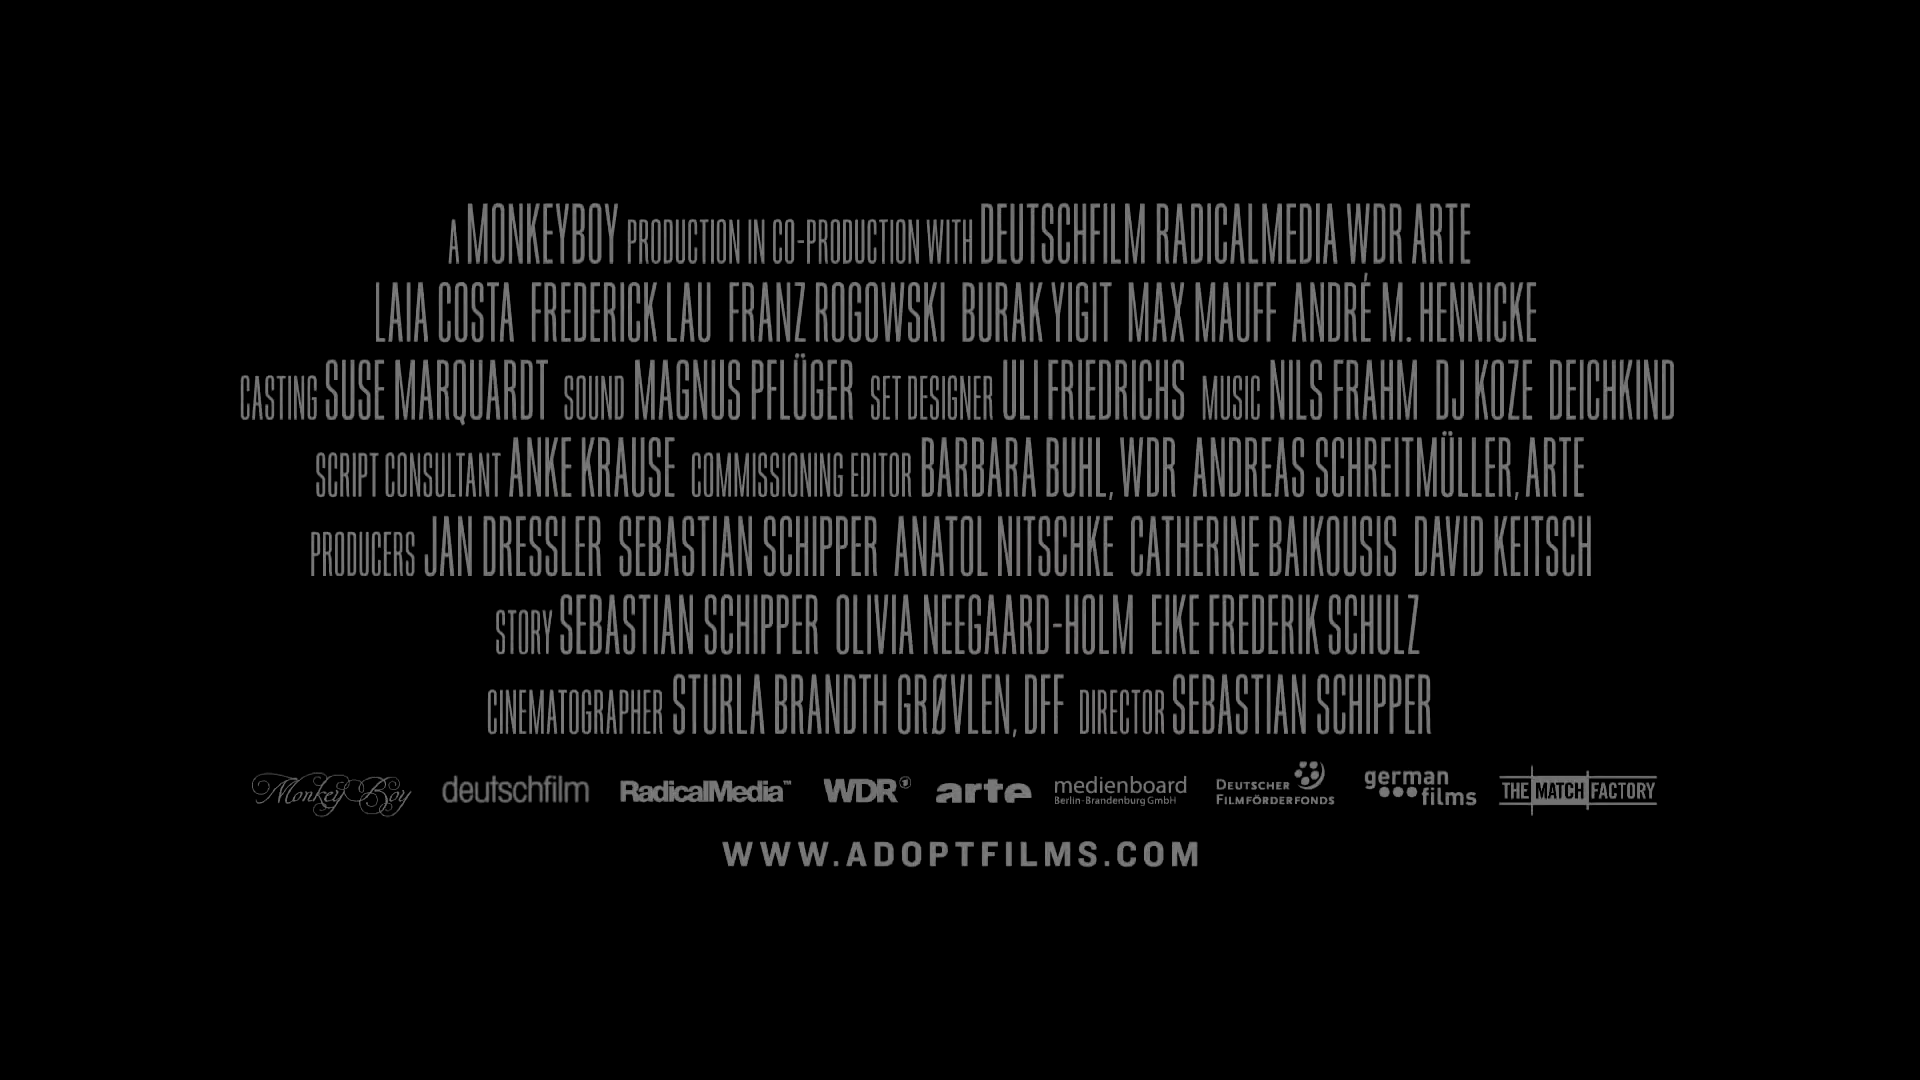 A MONKEYBOY PRODUCTION IN CO-PRODUCTION WITH DEUTSCHFILM RADICALMEDIA WDR ARTE
LAIA COSTA FREDERICK LAU FRANZ ROGOWSKI BURAK YIGIT MAX MAUFF ANDRÉ M. HENNICKE
CASTING SUSE MARQUARDT SOUND MAGNUS PFLÜGER SET DESIGNER ULI FRIEDRICHS MUSIC NILS FRAHM DJ KOZE DEICHKIND
SCRIPT CONSULTANT ANKE KRAUSE COMMISSIONING EDITOR BARBARA BUHL, WDR ANDREAS SCHREITMÜLLER, ARTE
PRODUCERS JAN DRESSLER SEBASTIAN SCHIPPER ANATOL NITSCHKE CATHERINE BAIKOUSIS DAVID KEITSCH
STORY SEBASTIAN SCHIPPER OLIVIA NEEGAARD-HOLM EIKE FREDERIK SCHULZ
CINEMATOGRAPHER STURLA BRANDTH GRØVLEN, DFF DIRECTOR SEBASTIAN SCHIPPER
Monkey Boy deutschfilm RadicalMedia™ WDR arte medienboard Berlin-Brandenburg GmbH DEUTSCHER FILMFÖRDERFONDS german films THE MATCH FACTORY
WWW.ADOPTFILMS.COM